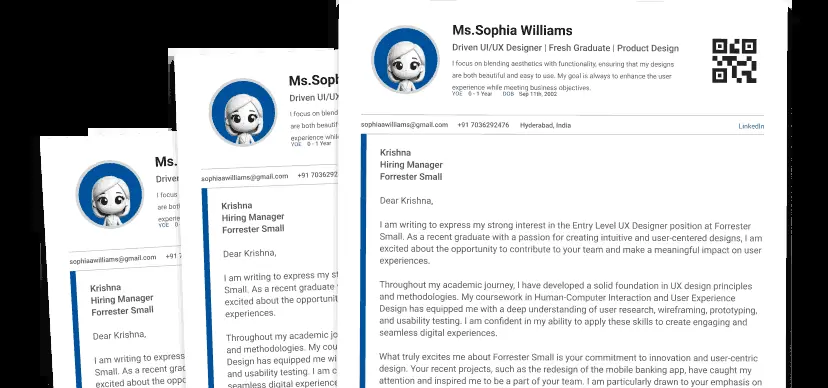 Ms.Sophia Williams
Driven UI/UX Designer | Fresh Graduate | Product Design
I focus on blending aesthetics with functionality, ensuring that my designs
are both beautiful and easy to use. My goal is always to enhance the user
experience while meeting business objectives.
YOE 0 - 1 Year DOB Sep 11th, 2002
sophiaawilliams@gmail.com +91 7036292476 Hyderabad, India LinkedIn
Krishna
Hiring Manager
Forrester Small
Dear Krishna,
I am writing to express my strong interest in the Entry Level UX Designer position at Forrester
Small. As a recent graduate with a passion for creating intuitive and user-centered designs, I am
excited about the opportunity to contribute to your team and make a meaningful impact on user
experiences.
Throughout my academic journey, I have developed a solid foundation in UX design principles
and methodologies. My coursework in Human-Computer Interaction and User Experience
Design has equipped me with a deep understanding of user research, wireframing, prototyping,
and usability testing. I am confident in my ability to apply these skills to create engaging and
seamless digital experiences.
What truly excites me about Forrester Small is your commitment to innovation and user-centric
design. Your recent projects, such as the redesign of the mobile banking app, have caught my
attention and inspired me to be a part of your team. I am particularly drawn to your emphasis on
Ms.Soph
Driven UI/UX
I focus on blend
are both beautif
experience while
YOE 0 - 1 Year
sophiaawilliams@gmail.com +91 703629
Krishna
Hiring Manager
Forrester Small
Dear Krishna,
I am writing to express my st
Small. As a recent graduate
excited about the opportunit
experiences.
Throughout my academic jo
and methodologies. My cou
Design has equipped me wi
and usability testing. I am c
seamless digital experience
Ms.
Driven
I focus
are both
experie
YOE 0
sophiaawilliams@gmail.com +91
Krishna
Hiring Manager
Forrester Small
Dear Krishna,
I am writing to express
Small. As a recent grad
excited about the oppo